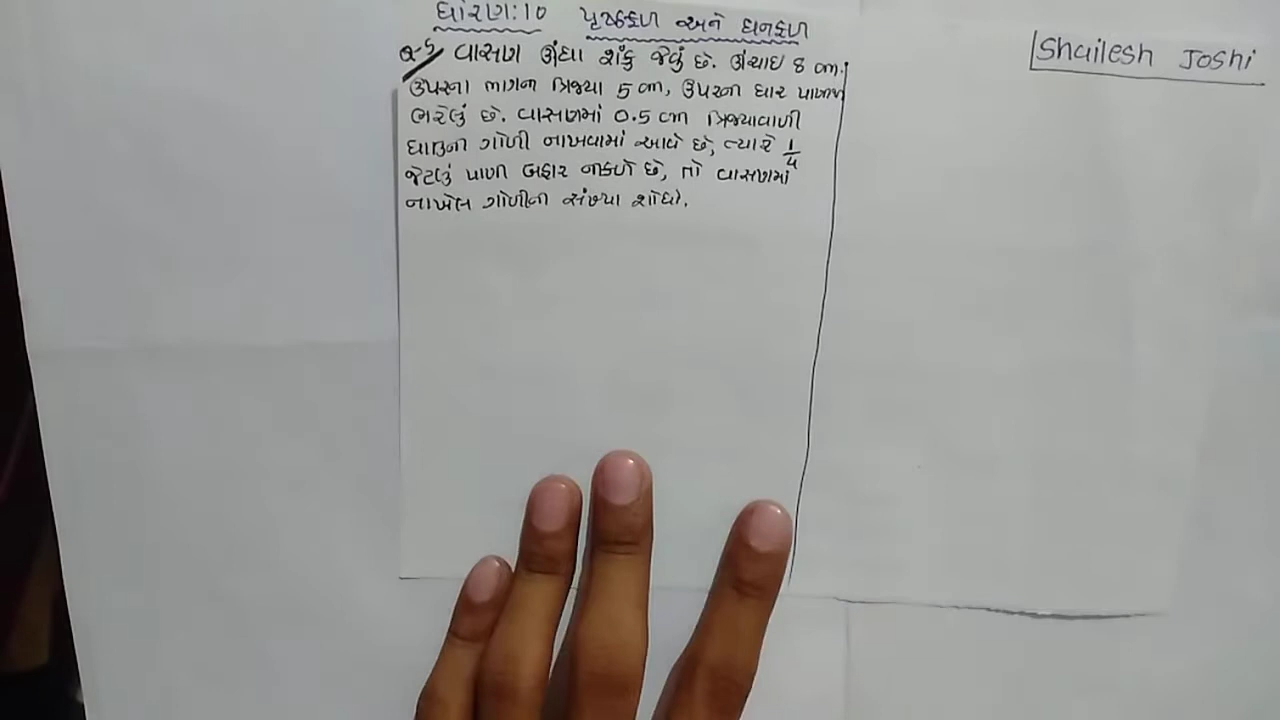 ધોરણ:10 પૃષ્ઠફળ અને ઘનફળ
Shailesh Joshi
Q-5 વાસણ ઊંધા શંકુ જેવું છે. ઊંચાઇ 8 cm.
ઉપરના ભાગની ત્રિજ્યા 5 cm, ઉપરની ધાર પાણી
ભરેલું છે. વાસણમાં 0.5 cm ત્રિજ્યાવાળી
ધાતુની ગોળી નાખવામાં આવે છે, ત્યારે 1/4
જેટલું પાણી બહાર નીકળે છે, તો વાસણમાં
નાખેલ ગોળીની સંખ્યા શોધો.